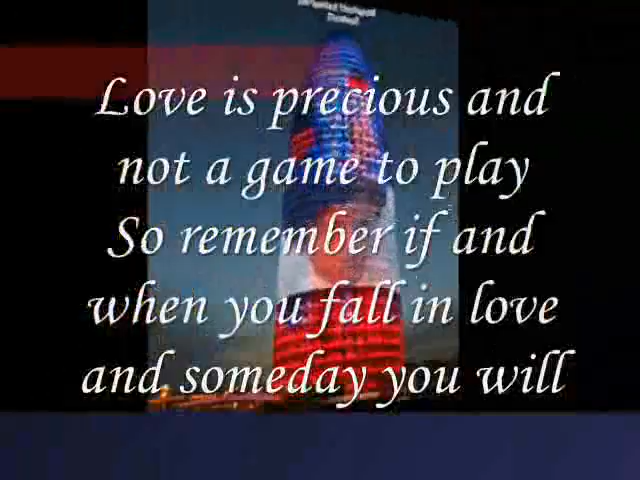 Love is precious and
not a game to play
So remember if and
when you fall in love
and someday you will